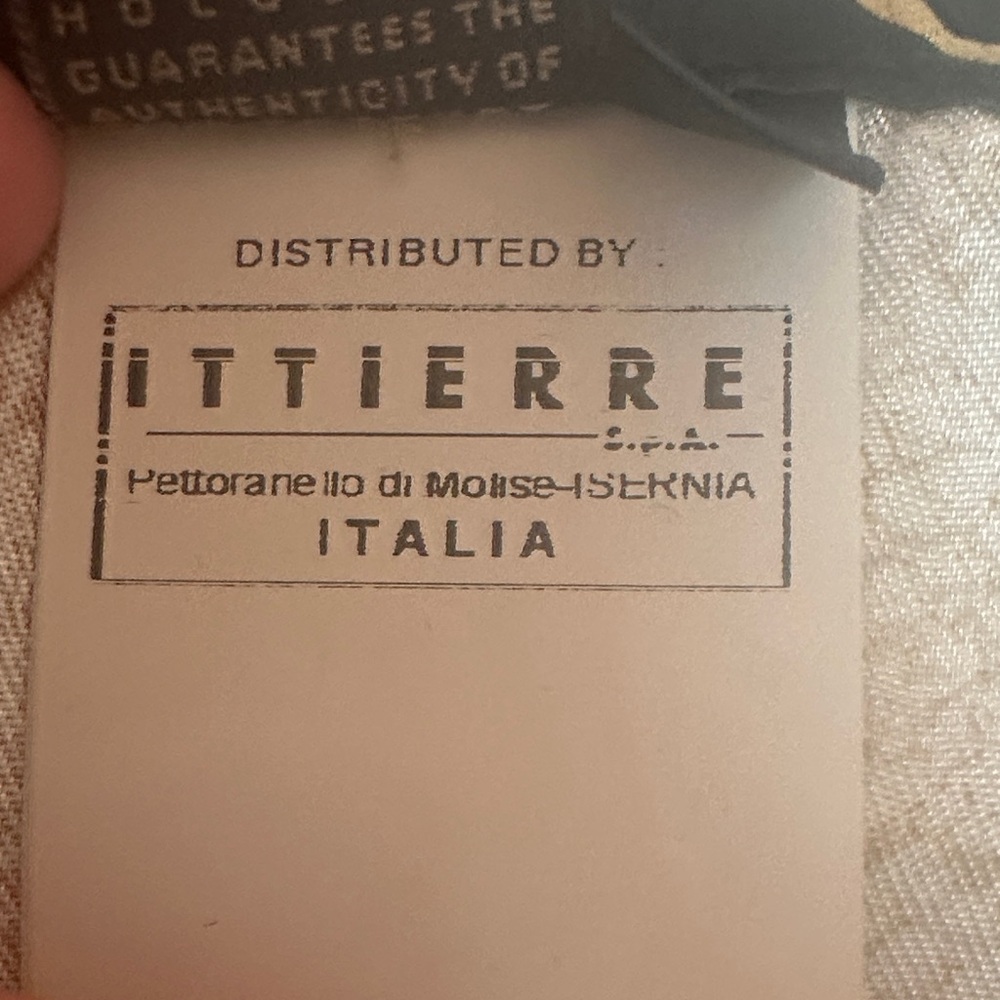 GUARANTEES THE
AUTHENTICITY OF
DISTRIBUTED BY :
ITTIERRE
S.p.A.
Pettoranello di Molise-ISERNIA
ITALIA